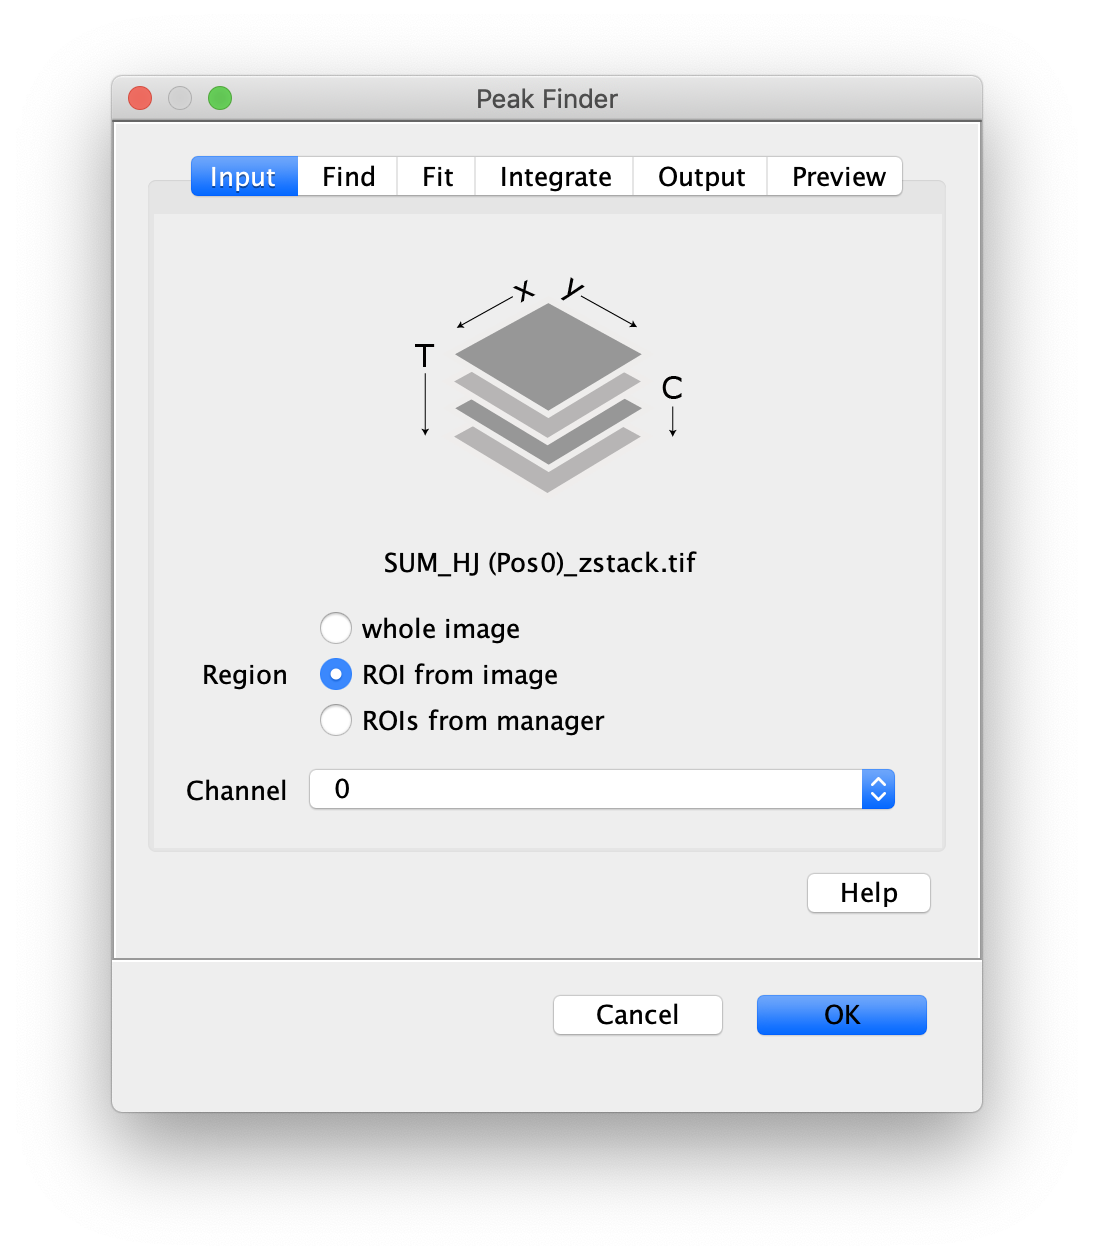 Peak Finder
Input Find Fit Integrate Output Preview
x y
T
C
SUM_HJ (Pos0)_zstack.tif
whole image
Region ROI from image
ROIs from manager
Channel 0
Help
Cancel OK